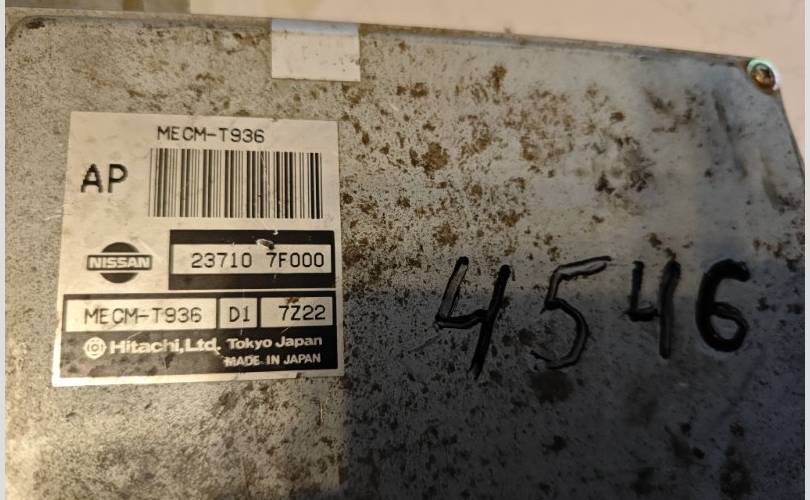 MECM-T936
AP
NISSAN
23710 7F000
MECM-T936 D1 7Z22
Hitachi,Ltd. Tokyo Japan
MADE IN JAPAN
4546